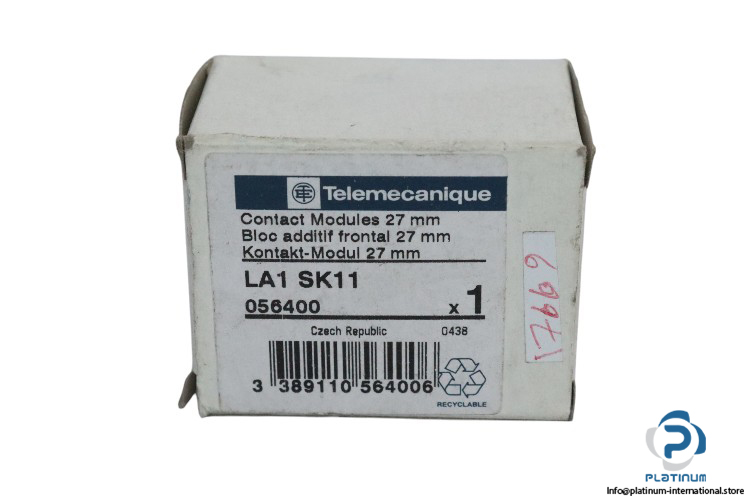 Telemecanique
Contact Modules 27 mm
Bloc additif frontal 27 mm
Kontakt-Modul 27 mm
LA1 SK11
056400 x 1
Czech Republic 0438
3 389110 564006
RECYCLABLE
17669
PLATINUM
Info@platinum-international.store